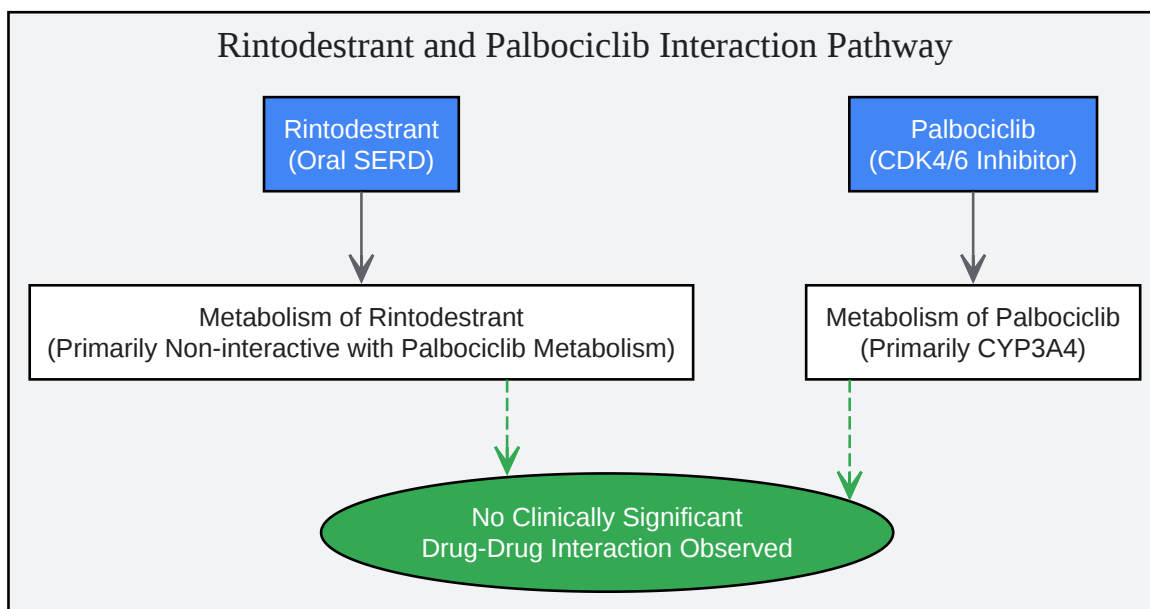 Rintodestrant and Palbociclib Interaction Pathway
Rintodestrant
(Oral SERD)
Palbociclib
(CDK4/6 Inhibitor)
Metabolism of Rintodestrant
(Primarily Non-interactive with Palbociclib Metabolism)
Metabolism of Palbociclib
(Primarily CYP3A4)
No Clinically Significant
Drug-Drug Interaction Observed